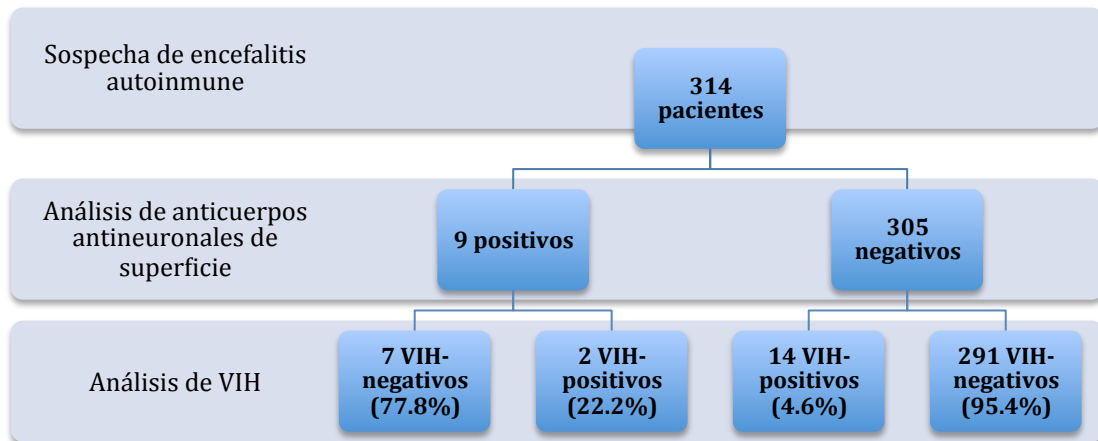 Sospecha de encefalitis
autoinmune
314
pacientes
Análisis de anticuerpos
antineuronales de
superficie
9 positivos
305
negativos
Análisis de VIH
7 VIH-
negativos
(77.8%)
2 VIH-
positivos
(22.2%)
14 VIH-
positivos
(4.6%)
291 VIH-
negativos
(95.4%)